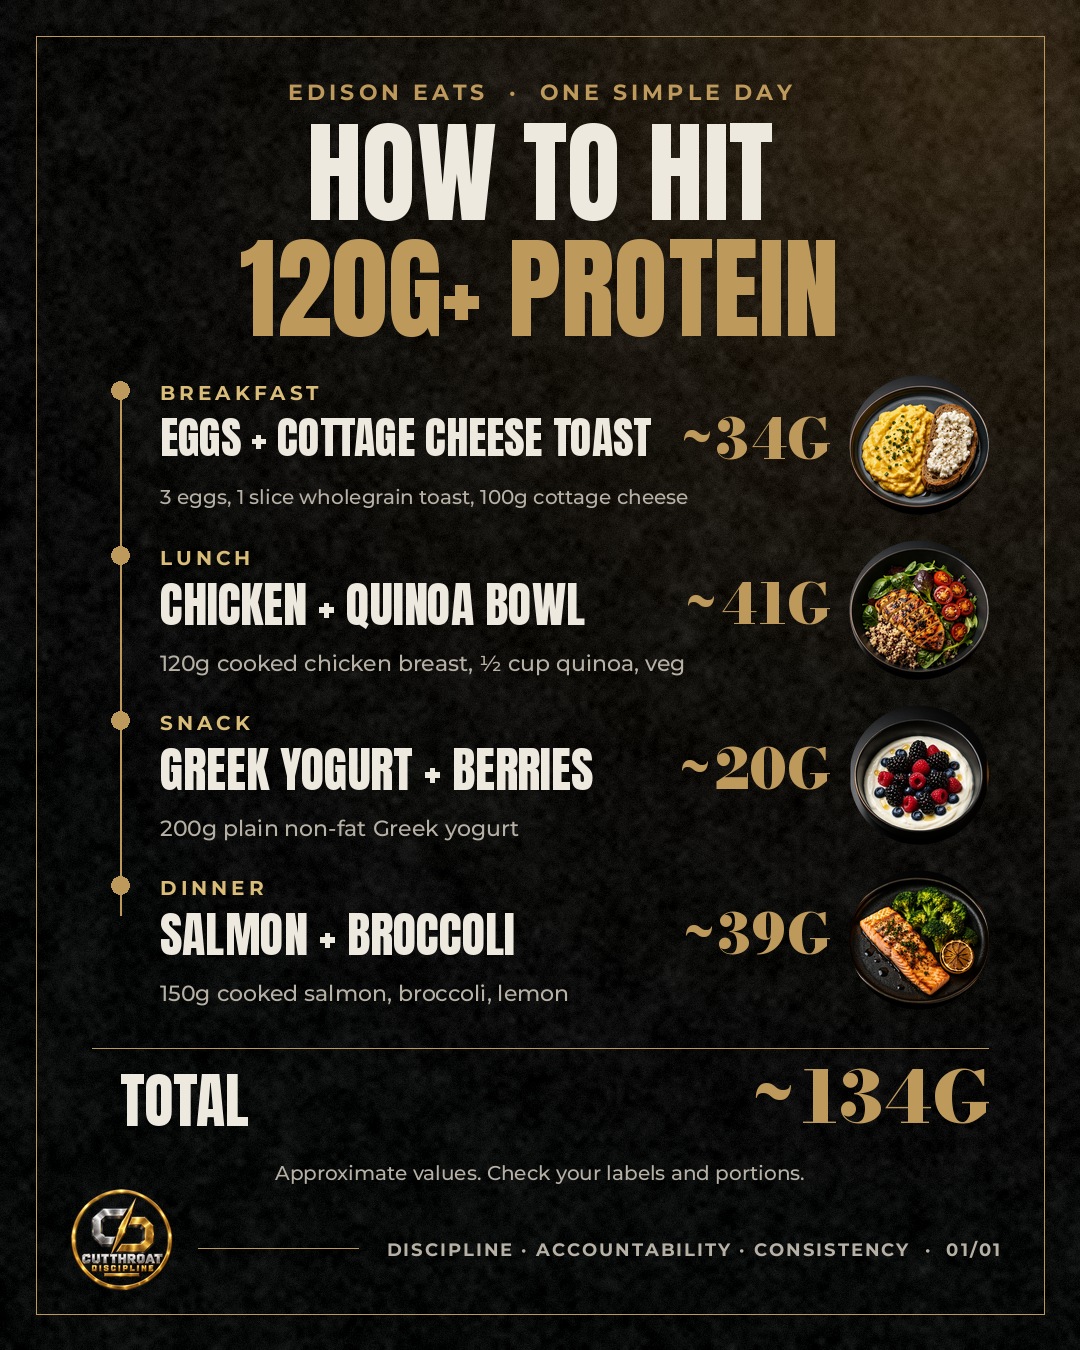 EDISON EATS · ONE SIMPLE DAY
HOW TO HIT
120G+ PROTEIN
BREAKFAST
EGGS + COTTAGE CHEESE TOAST ~34G
3 eggs, 1 slice wholegrain toast, 100g cottage cheese
LUNCH
CHICKEN + QUINOA BOWL ~41G
120g cooked chicken breast, ½ cup quinoa, veg
SNACK
GREEK YOGURT + BERRIES ~20G
200g plain non-fat Greek yogurt
DINNER
SALMON + BROCCOLI ~39G
150g cooked salmon, broccoli, lemon
TOTAL ~134G
Approximate values. Check your labels and portions.
CD
CUTTHROAT
DISCIPLINE
DISCIPLINE · ACCOUNTABILITY · CONSISTENCY · 01/01